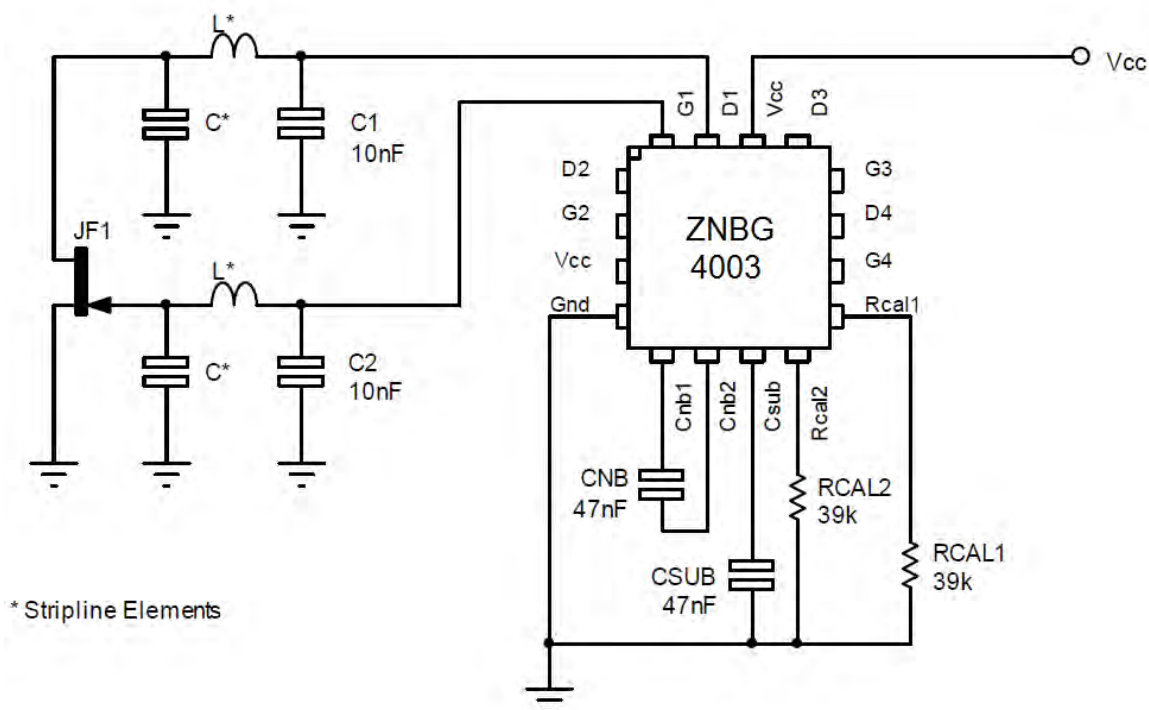 L*
Vcc
C*
C1
10nF
G1
D1
Vcc
D3
D2
G2
Vcc
Gnd
ZNBG
4003
G3
D4
G4
Rcal1
JF1
L*
C*
C2
10nF
Cnb1
Cnb2
Csub
Rcal2
CNB
47nF
RCAL2
39k
CSUB
47nF
RCAL1
39k
* Stripline Elements